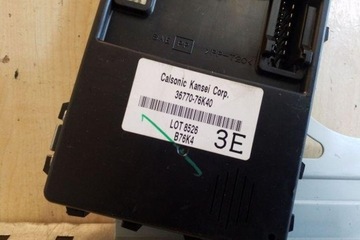 Calsonic Kansei Corp.
36770-76K40
LOT 8526
B76K4
3E